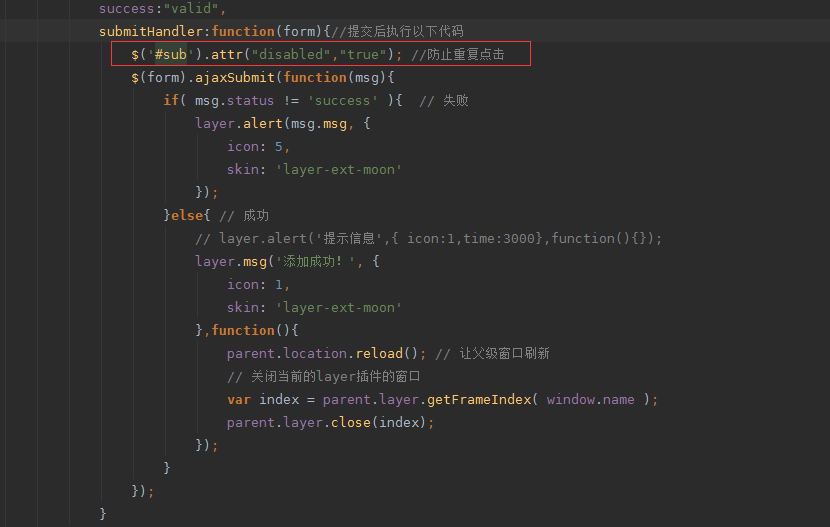 success:"valid",
submitHandler:function(form){//提交后执行以下代码
$('#sub').attr("disabled","true"); //防止重复点击
$(form).ajaxSubmit(function(msg){
if( msg.status != 'success' ){  // 失败
layer.alert(msg.msg, {
icon: 5,
skin: 'layer-ext-moon'
});
}else{ // 成功
// layer.alert('提示信息',{ icon:1,time:3000},function(){});
layer.msg('添加成功! ', {
icon: 1,
skin: 'layer-ext-moon'
},function(){
parent.location.reload(); // 让父级窗口刷新
// 关闭当前的layer插件的窗口
var index = parent.layer.getFrameIndex( window.name );
parent.layer.close(index);
});
}
});
}